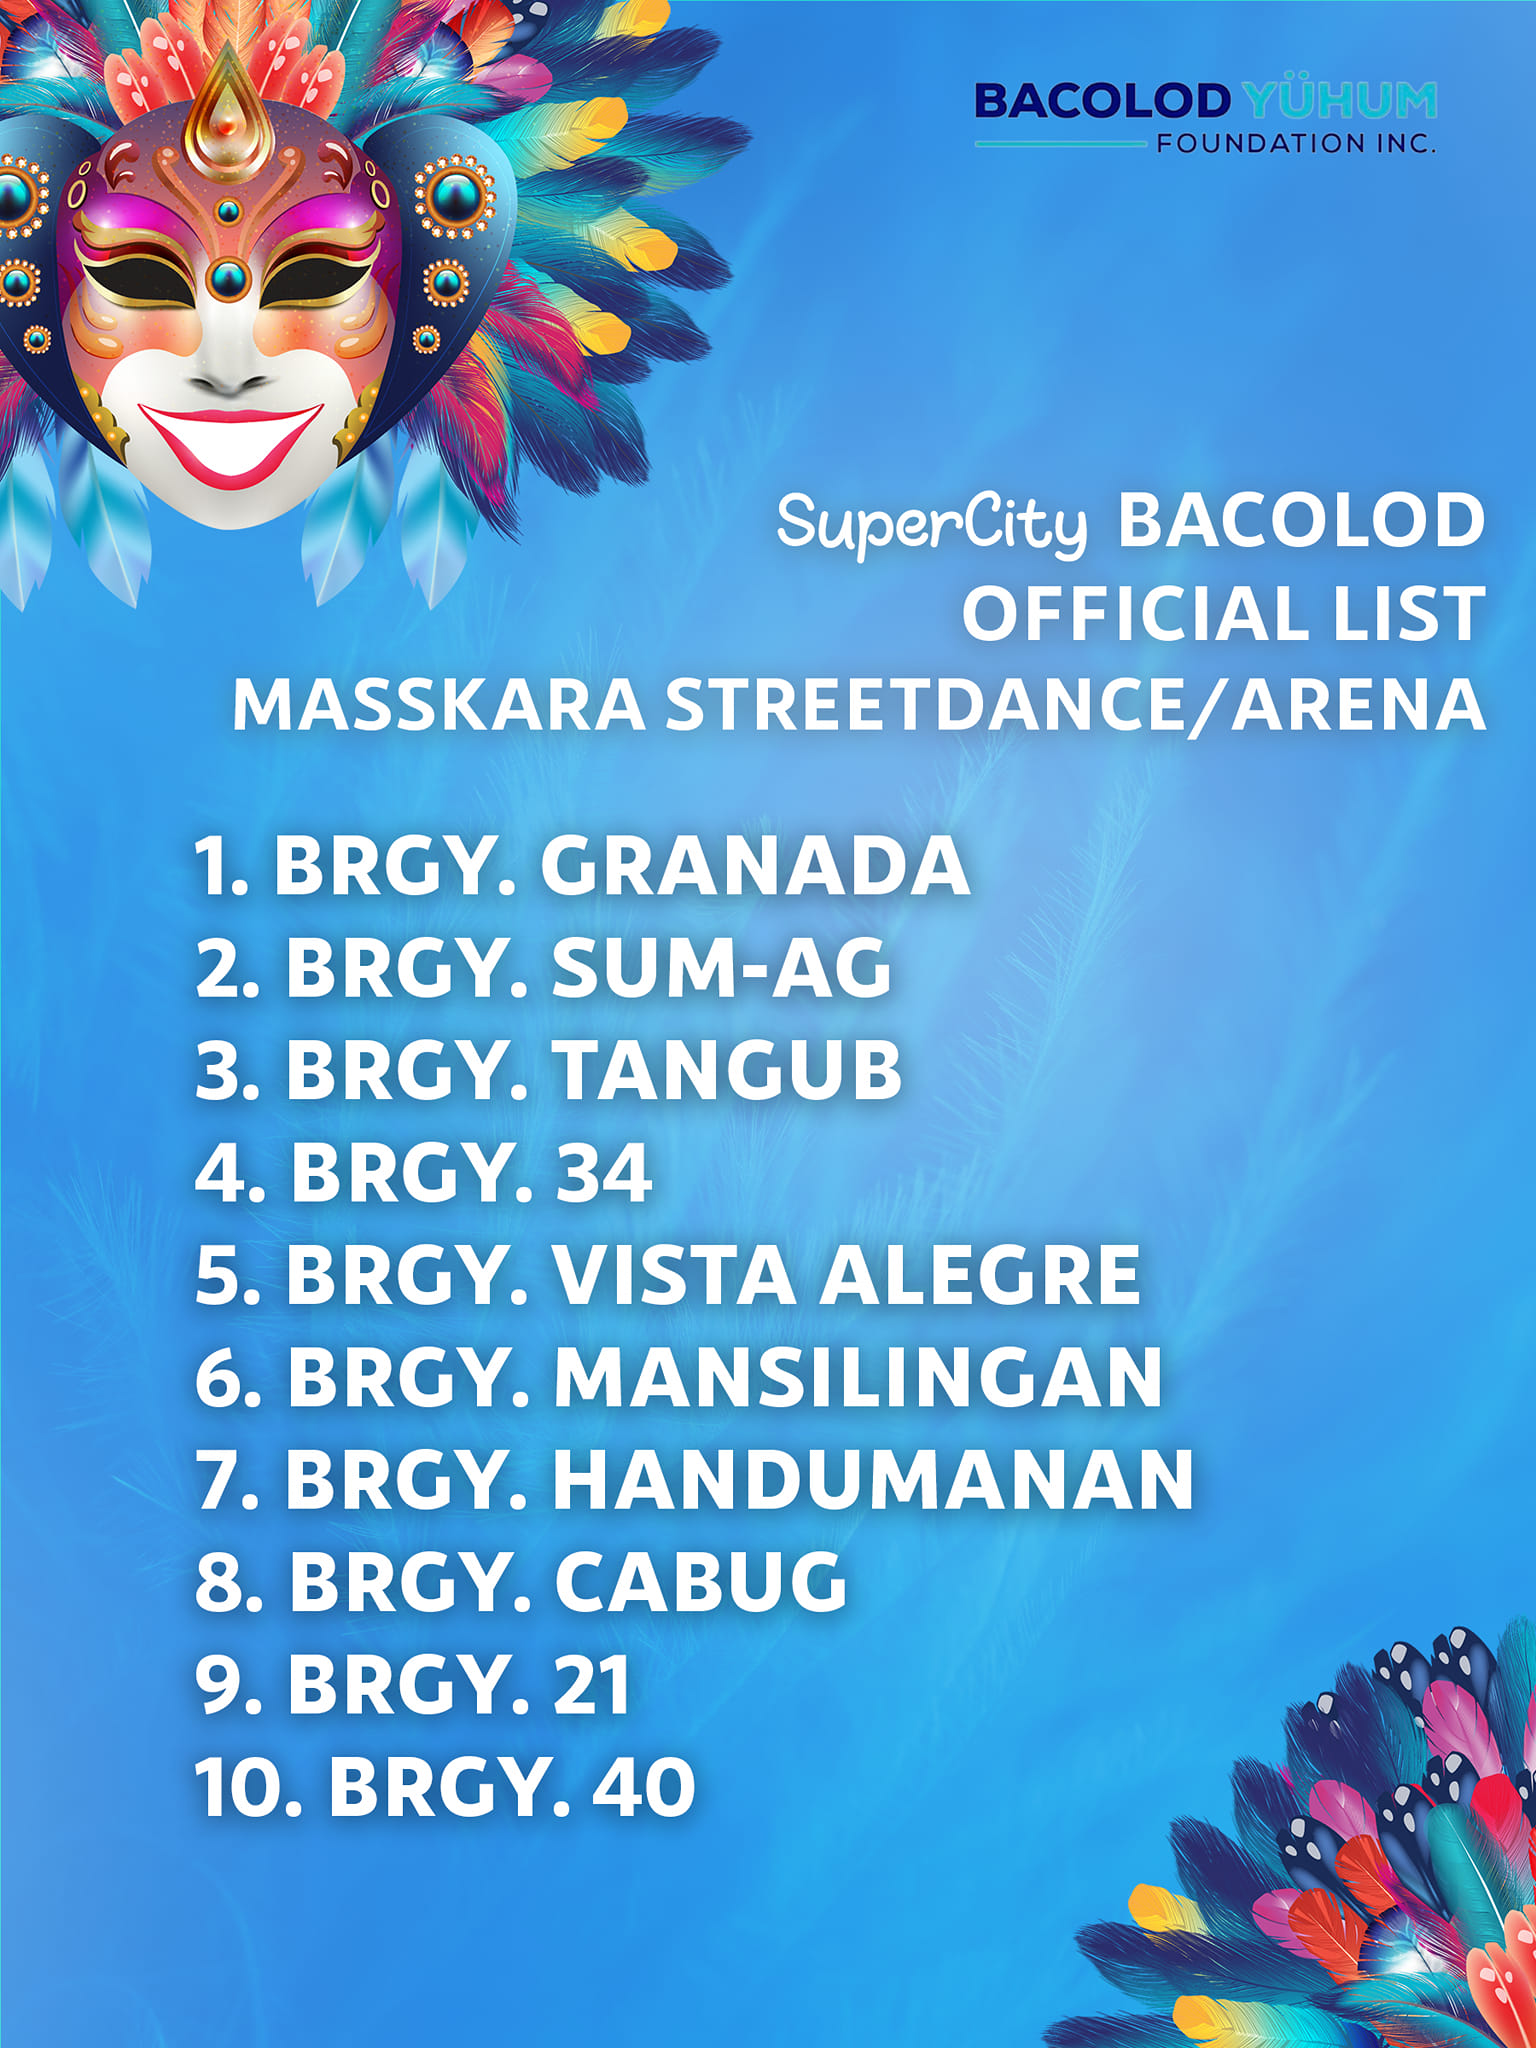 BACOLOD YÜHUM
FOUNDATION INC.
SuperCity BACOLOD
OFFICIAL LIST
MASSKARA STREETDANCE/ARENA
1. BRGY. GRANADA
2. BRGY. SUM-AG
3. BRGY. TANGUB
4. BRGY. 34
5. BRGY. VISTA ALEGRE
6. BRGY. MANSILINGAN
7. BRGY. HANDUMANAN
8. BRGY. CABUG
9. BRGY. 21
10. BRGY. 40